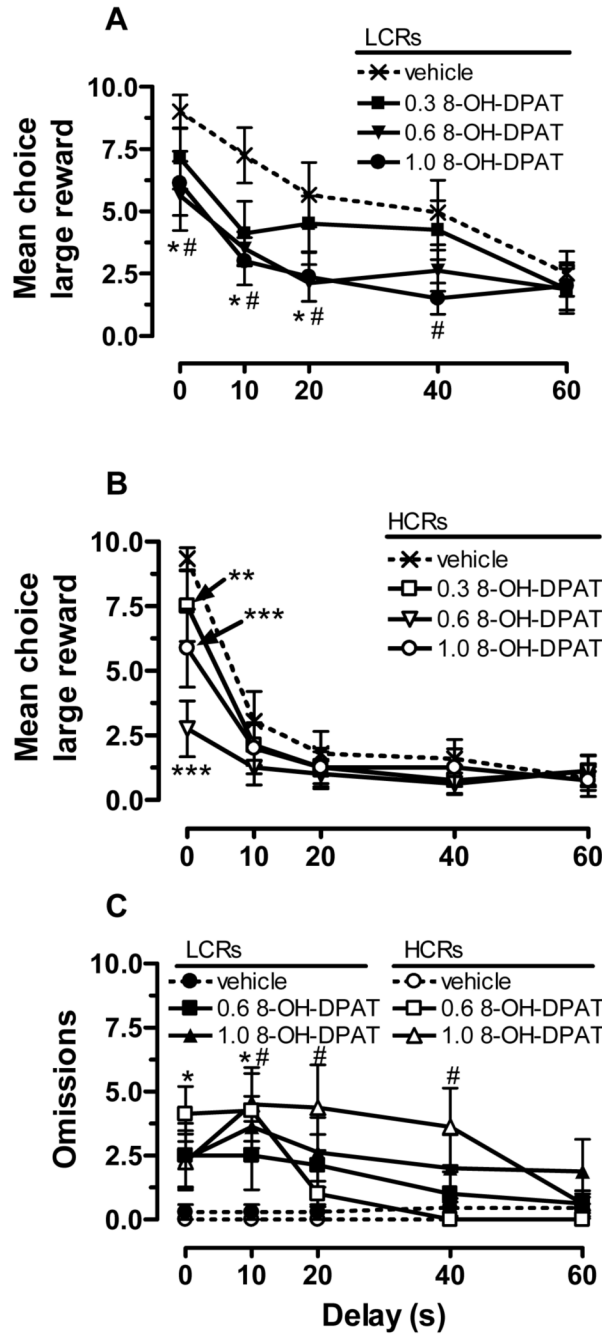 A
LCRs
vehicle
0.3 8-OH-DPAT
0.6 8-OH-DPAT
1.0 8-OH-DPAT
Mean choice
large reward
10.0
7.5
5.0
2.5
0.0
*#
*#
*#
#
0 10 20 40 60
B
HCRs
vehicle
0.3 8-OH-DPAT
0.6 8-OH-DPAT
1.0 8-OH-DPAT
Mean choice
large reward
10.0
7.5
5.0
2.5
0.0
**
***
***
0 10 20 40 60
C
LCRs
vehicle
0.6 8-OH-DPAT
1.0 8-OH-DPAT
HCRs
vehicle
0.6 8-OH-DPAT
1.0 8-OH-DPAT
Omissions
10.0
7.5
5.0
2.5
0.0
*
*#
#
#
0 10 20 40 60
Delay (s)